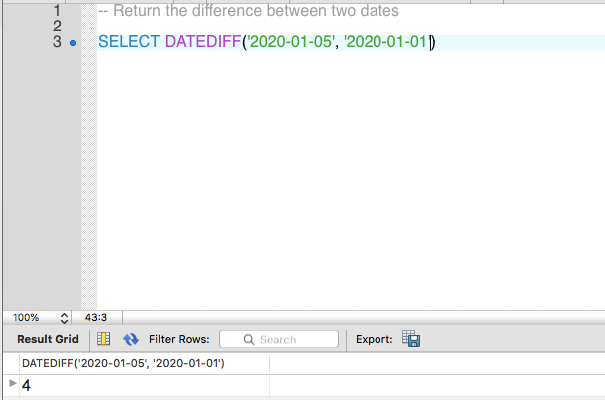 1 -- Return the difference between two dates
2
3 SELECT DATEDIFF('2020-01-05', '2020-01-01')
100% 43:3
Result Grid Filter Rows: Search Export:
DATEDIFF('2020-01-05', '2020-01-01')
4